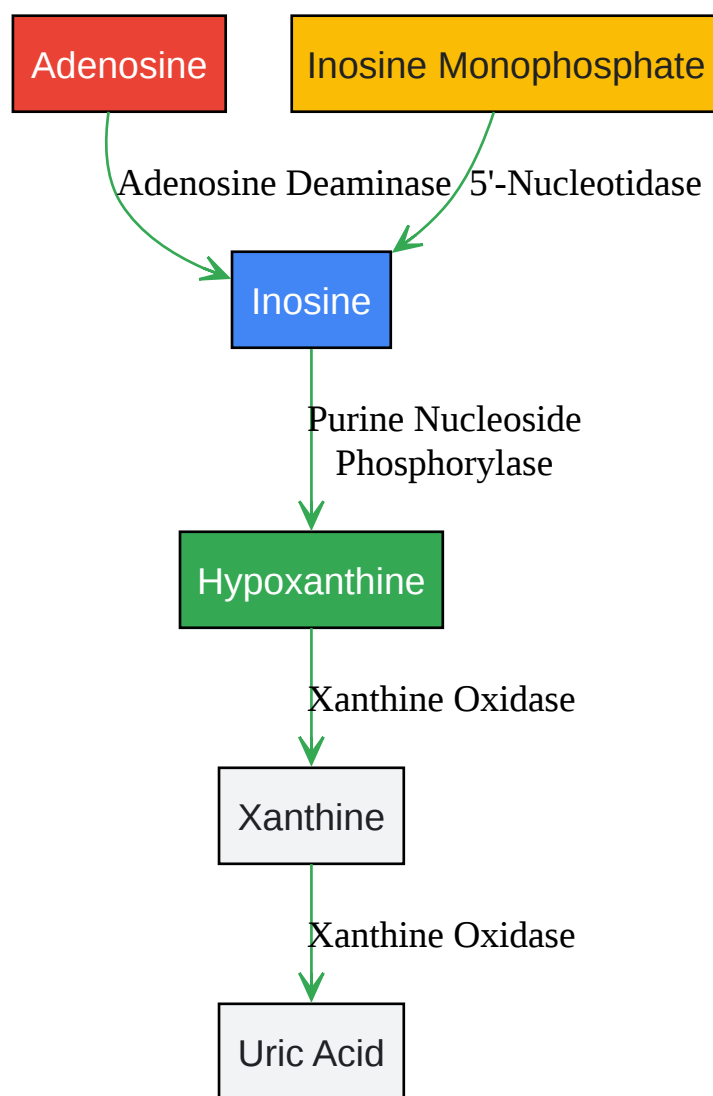 Adenosine
Inosine Monophosphate
Adenosine Deaminase
5'-Nucleotidase
Inosine
Purine Nucleoside
Phosphorylase
Hypoxanthine
Xanthine Oxidase
Xanthine
Xanthine Oxidase
Uric Acid